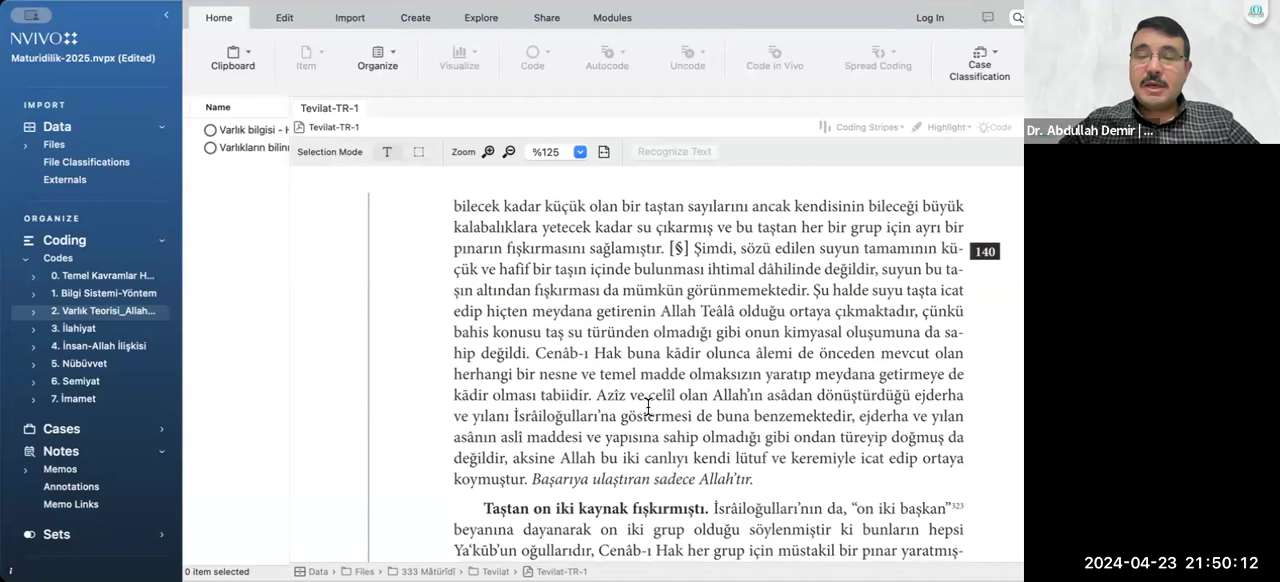 NVIVO
Maturidilik-2025.nvpx (Edited)
IMPORT
Data
Files
File Classifications
Externals
ORGANIZE
Coding
Codes
0. Temel Kavramlar H...
1. Bilgi Sistemi-Yöntem
2. Varlık Teorisi_Allah...
3. İlahiyat
4. İnsan-Allah İlişkisi
5. Nübüvvet
6. Semiyat
7. İmamet
Cases
Notes
Memos
Annotations
Memo Links
Sets
Home Edit Import Create Explore Share Modules Log In
Clipboard Item Organize Visualize Code Autocode Uncode Code in Vivo Spread Coding Case
Classification
Name
Varlık bilgisi - H
Varlıkların bilin
Tevilat-TR-1
Tevilat-TR-1 Coding Stripes Highlight Code
Selection Mode T Zoom %125 Recognize Text
bilecek kadar küçük olan bir taştan sayılarını ancak kendisinin bileceği büyük
kalabalıklara yetecek kadar su çıkarmış ve bu taştan her bir grup için ayrı bir
pınarın fışkırmasını sağlamıştır. [§] Şimdi, sözü edilen suyun tamamının kü-
çük ve hafif bir taşın içinde bulunması ihtimal dâhilinde değildir, suyun bu ta-
şın altından fışkırması da mümkün görünmemektedir. Şu halde suyu taşta icat
edip hiçten meydana getirenin Allah Teâlâ olduğu ortaya çıkmaktadır, çünkü
bahis konusu taş su türünden olmadığı gibi onun kimyasal oluşumuna da sa-
hip değildi. Cenâb-ı Hak buna kādir olunca âlemi de önceden mevcut olan
herhangi bir nesne ve temel madde olmaksızın yaratıp meydana getirmeye de
kādir olması tabiidir. Azîz ve celîl olan Allah’ın asâdan dönüştürdüğü ejderha
ve yılanı İsrâiloğulları’na göstermesi de buna benzemektedir, ejderha ve yılan
asânın aslî maddesi ve yapısına sahip olmadığı gibi ondan türeyip doğmuş da
değildir, aksine Allah bu iki canlıyı kendi lütuf ve keremiyle icat edip ortaya
koymuştur. Başarıya ulaştıran sadece Allah’tır.
140
Taştan on iki kaynak fışkırmıştı. İsrâiloğulları’nın da, “on iki başkan”323
beyanına dayanarak on iki grup olduğu söylenmiştir ki bunların hepsi
Ya‘kūb’un oğullarıdır, Cenâb-ı Hak her grup için müstakil bir pınar yaratmış-
0 item selected Data Files 333 Mâtürîdî Tevilat Tevilat-TR-1
Dr. Abdullah Demir | ...
2024-04-23 21:50:12